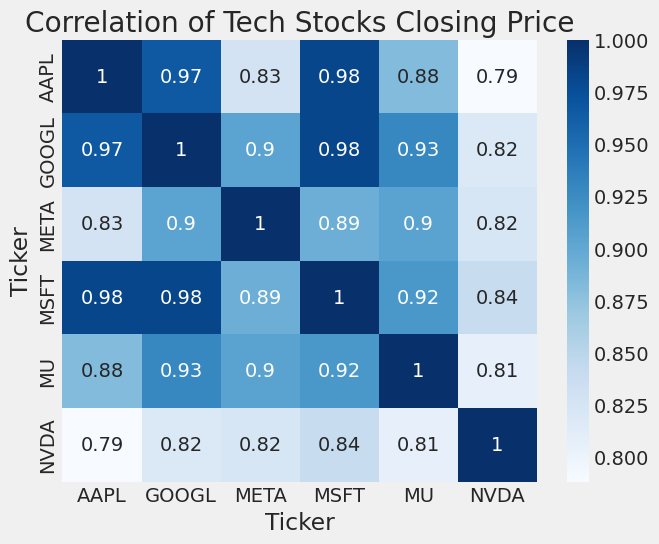 Correlation of Tech Stocks Closing Price
Ticker
AAPL 1 0.97 0.83 0.98 0.88 0.79
GOOGL 0.97 1 0.9 0.98 0.93 0.82
META 0.83 0.9 1 0.89 0.9 0.82
MSFT 0.98 0.98 0.89 1 0.92 0.84
MU 0.88 0.93 0.9 0.92 1 0.81
NVDA 0.79 0.82 0.82 0.84 0.81 1
AAPL GOOGL META MSFT MU NVDA
Ticker
1.000
0.975
0.950
0.925
0.900
0.875
0.850
0.825
0.800